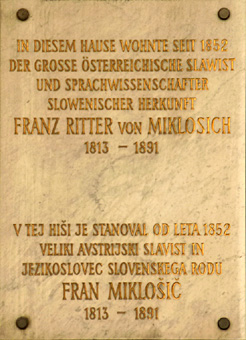 IN DIESEM HAUSE WOHNTE SEIT 1852
DER GROSSE ÖSTERREICHISCHE SLAWIST
UND SPRACHWISSENSCHAFTER
SLOWENISCHER HERKUNFT
FRANZ RITTER VON MIKLOSICH
1813 – 1891
V TEJ HIŠI JE STANOVAL OD LETA 1852
VELIKI AVSTRIJSKI SLAVIST IN
JEZIKOSLOVEC SLOVENSKEGA RODU
FRAN MIKLOŠIČ
1813 – 1891